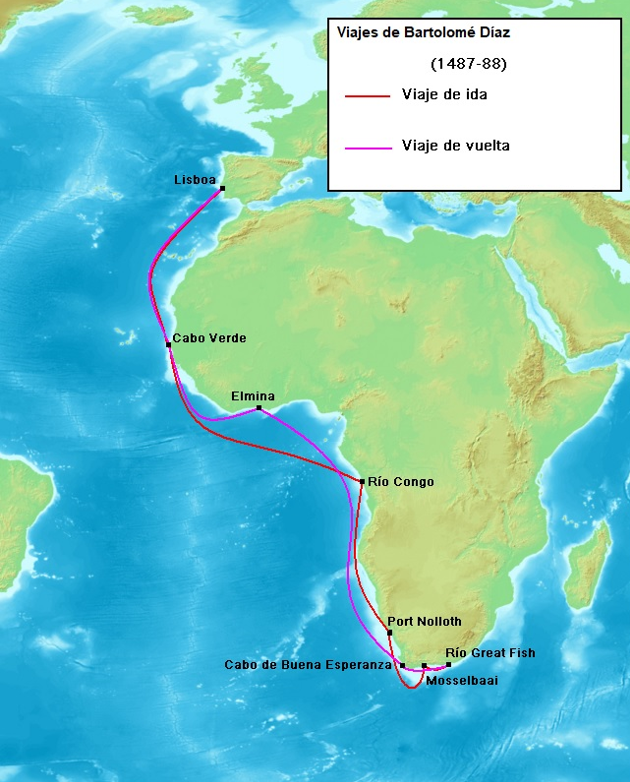 Viajes de Bartolomé Díaz
(1487-88)
Viaje de ida
Viaje de vuelta
Lisboa
Cabo Verde
Elmina
Río Congo
Port Nolloth
Río Great Fish
Cabo de Buena Esperanza
Mosselbaai